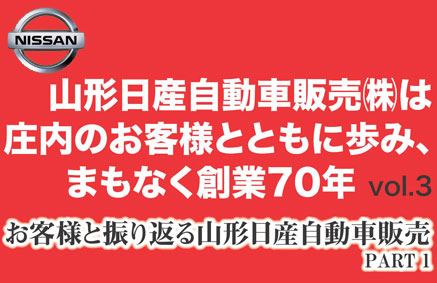 NISSAN
山形日産自動車販売㈱は
庄内のお客様とともに歩み、
まもなく創業70年 vol.3
お客様と振り返る山形日産自動車販売
PART 1